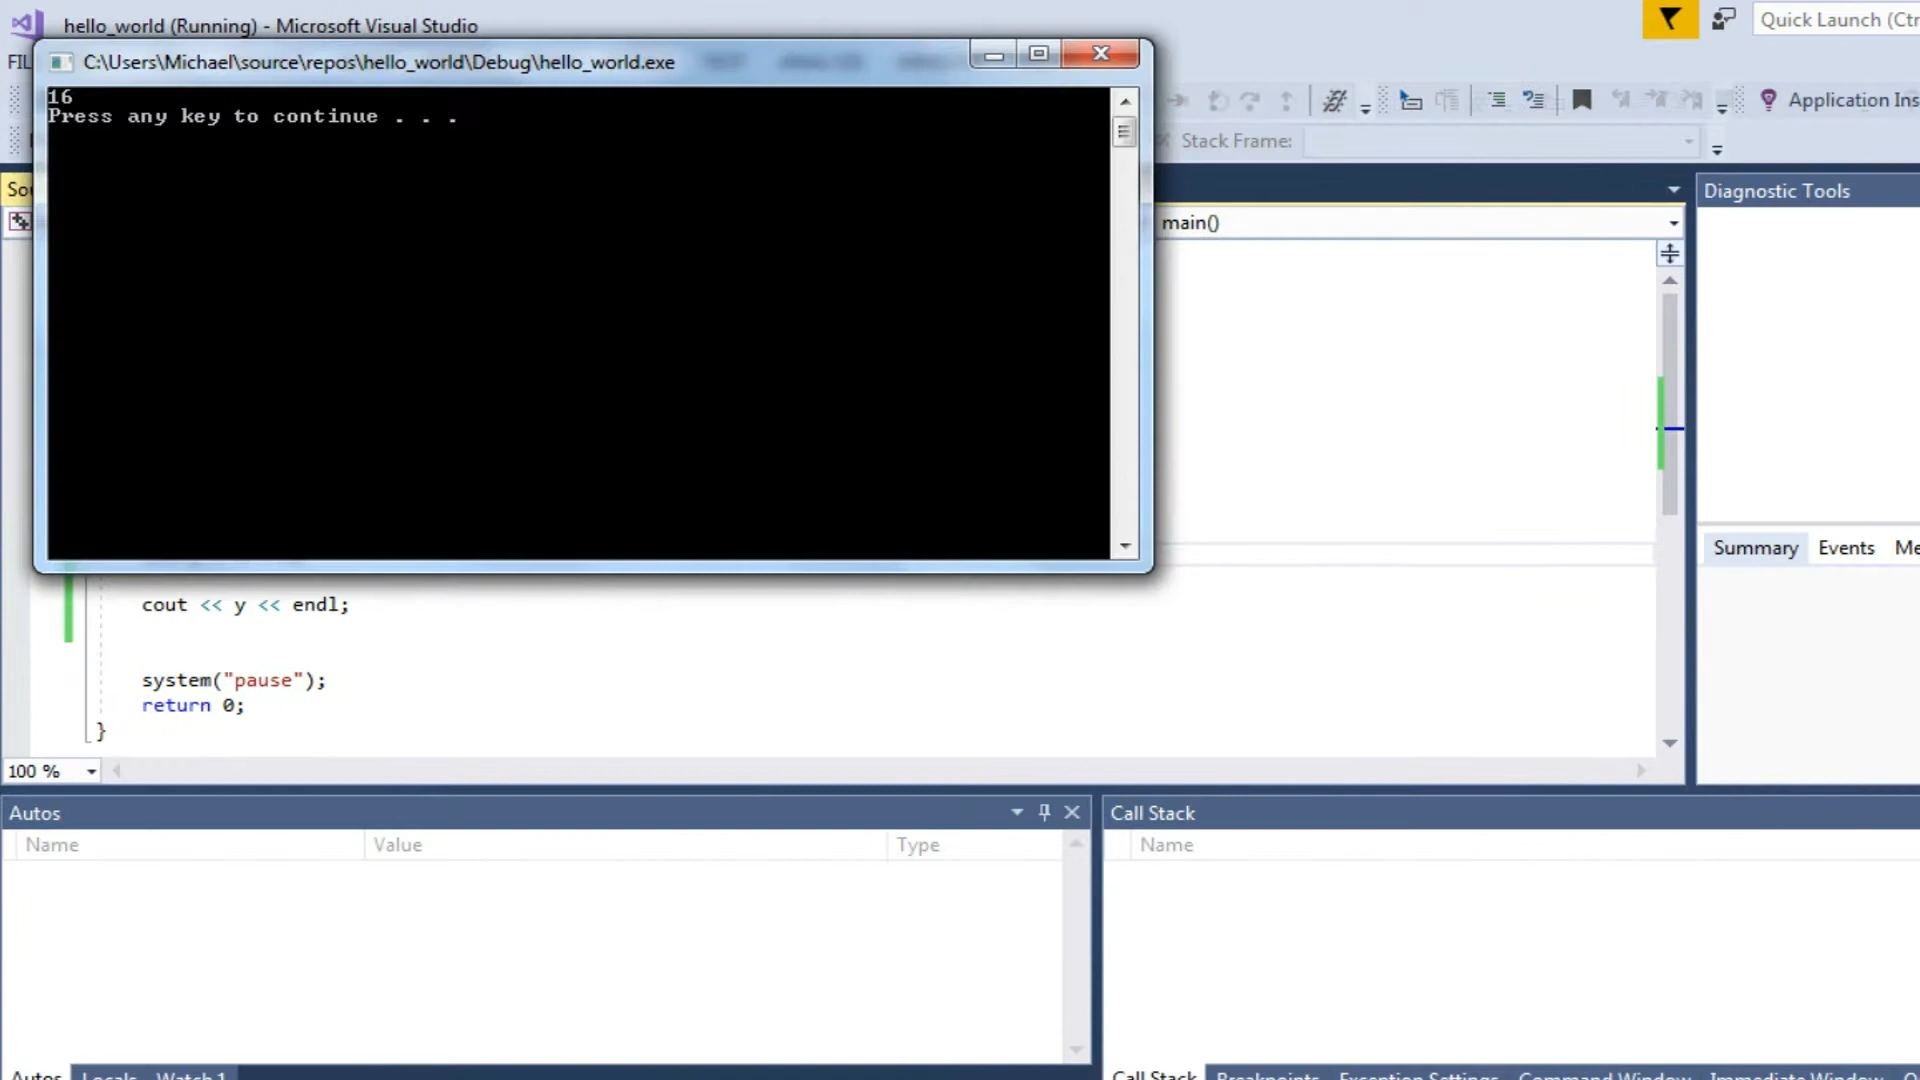 hello_world (Running) - Microsoft Visual Studio
Quick Launch (Ctr
FIL
C:\Users\Michael\source\repos\hello_world\Debug\hello_world.exe
16
Press any key to continue . . .
Application Ins
Stack Frame:
Sou
Diagnostic Tools
main()
Summary Events Me
cout << y << endl;
system("pause");
return 0;
}
100 %
Autos
Call Stack
Name Value Type
Name
Autos Locals Watch 1
Call Stack Breakpoints Exception Settings Command Window Immediate Window O